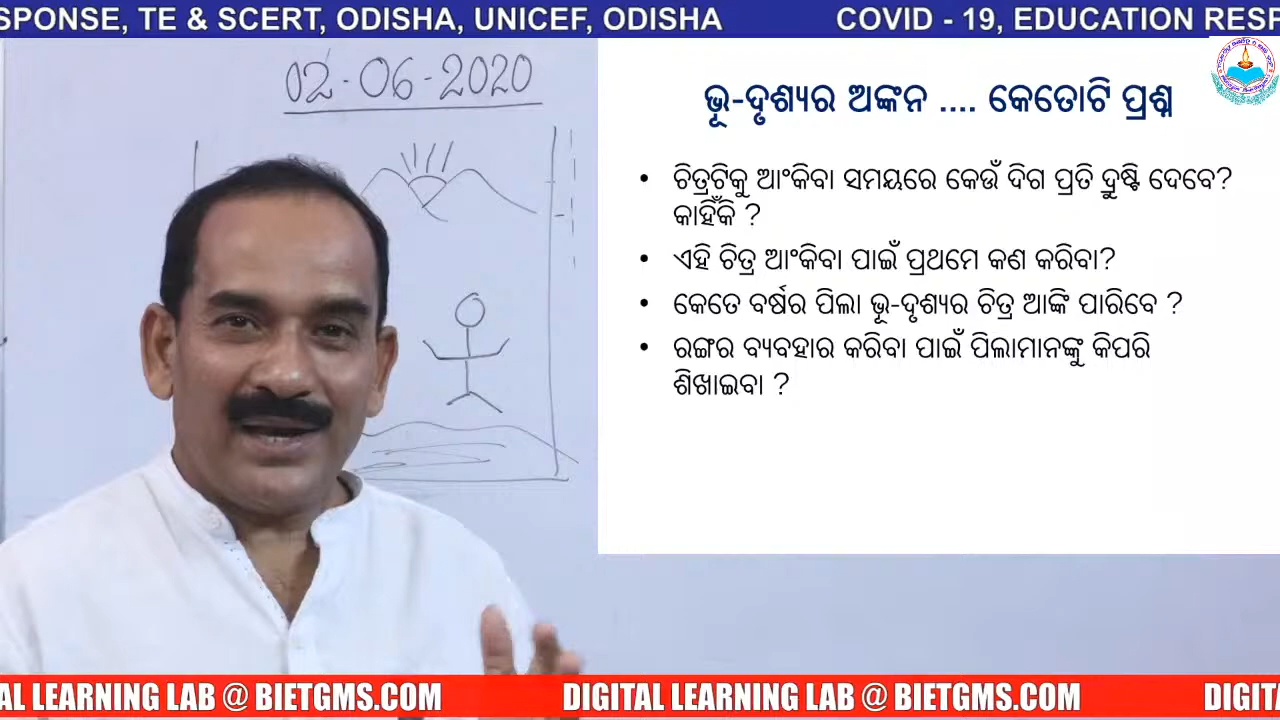 SPONSE, TE & SCERT, ODISHA, UNICEF, ODISHA COVID - 19, EDUCATION RESP
02-06-2020
ଭୂ-ଦୃଶ୍ୟର ଅଙ୍କନ .... କେତୋଟି ପ୍ରଶ୍ନ
• ଚିତ୍ରଟିକୁ ଆଂକିବା ସମୟରେ କେଉଁ ଦିଗ ପ୍ରତି ଦ୍ରୁଷ୍ଟି ଦେବେ?
କାହିଁକି ?
• ଏହି ଚିତ୍ର ଆଂକିବା ପାଇଁ ପ୍ରଥମେ କଣ କରିବା?
• କେତେ ବର୍ଷର ପିଲା ଭୂ-ଦୃଶ୍ୟର ଚିତ୍ର ଆଙ୍କି ପାରିବେ ?
• ରଙ୍ଗର ବ୍ୟବହାର କରିବା ପାଇଁ ପିଲାମାନଙ୍କୁ କିପରି
ଶିଖାଇବା ?
AL LEARNING LAB @ BIETGMS.COM DIGITAL LEARNING LAB @ BIETGMS.COM DIGITA